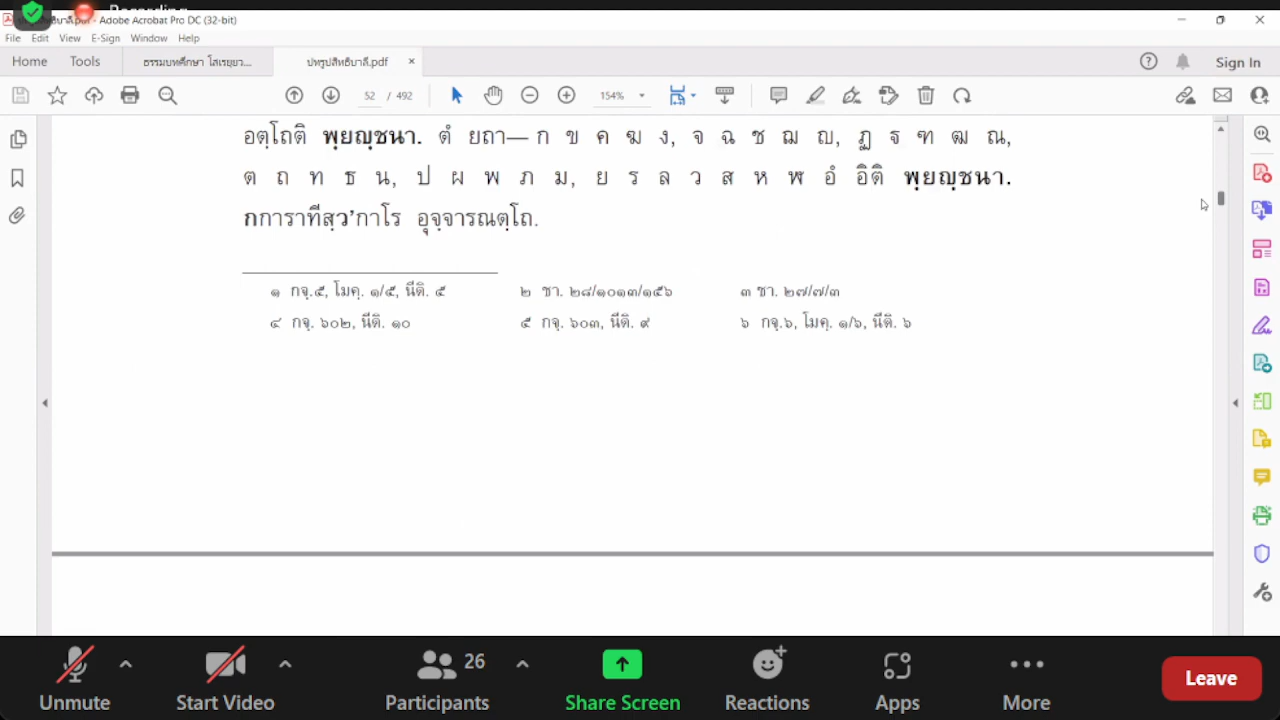 Recording
ปทรูปสิทธิบาลี.pdf - Adobe Acrobat Pro DC (32-bit)
File Edit View E-Sign Window Help
Home Tools ธรรมบทศึกษา โสเรยฺยว... ปทรูปสิทธิบาลี.pdf × Sign In
52 / 492 154%
อตฺโถติ พฺยญฺชนา. ตํ ยถา— ก ข ค ฆ ง, จ ฉ ช ฌ ญ, ฏ ฐ ฑ ฒ ณ,
ต ถ ท ธ น, ป ผ พ ภ ม, ย ร ล ว ส ห ฬ อํ อิติ พฺยญฺชนา.
กการาทีสฺว’กาโร อุจฺจารณตฺโถ.
๑ กจฺ.๕, โมคฺ. ๑/๕, นีติ. ๕ ๒ ชา. ๒๘/๑๐๑๓/๑๕๖ ๓ ชา. ๒๗/๗/๓
๔ กจฺ. ๖๐๒, นีติ. ๑๐ ๕ กจฺ. ๖๐๓, นีติ. ๙ ๖ กจฺ.๖, โมคฺ. ๑/๖, นีติ. ๖
26
Unmute Start Video Participants Share Screen Reactions Apps More Leave